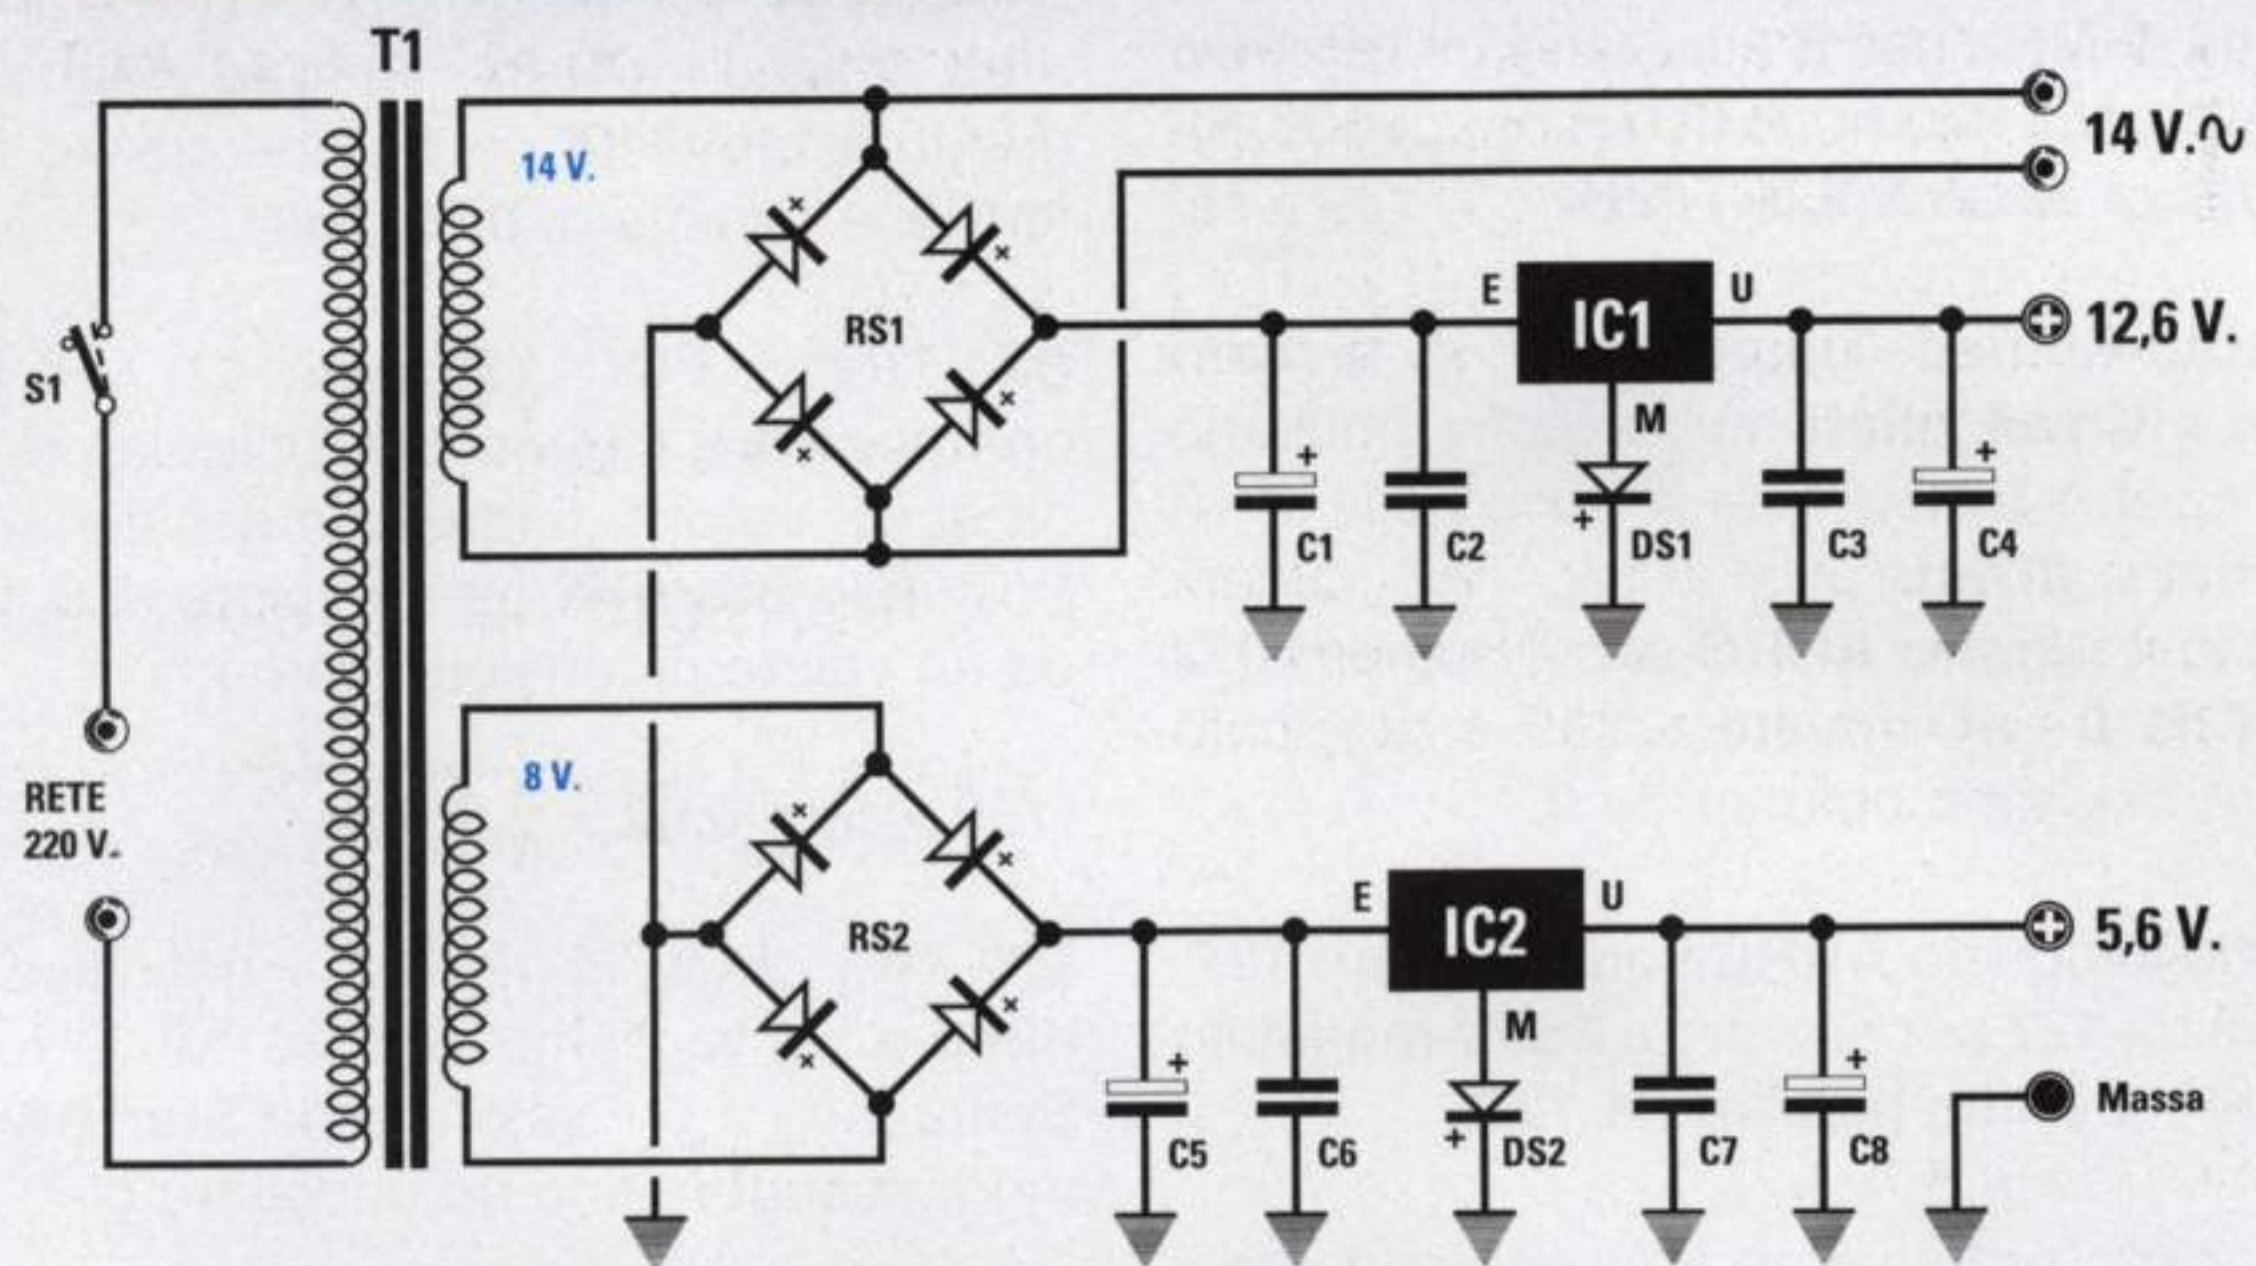 T1
14 V.
14 V.∿
RS1
E
IC1
U
12,6 V.
M
S1
+
C1
C2
+
DS1
C3
+
C4
RETE
220 V.
8 V.
RS2
E
IC2
U
5,6 V.
M
+
C5
C6
+
DS2
C7
+
C8
Massa